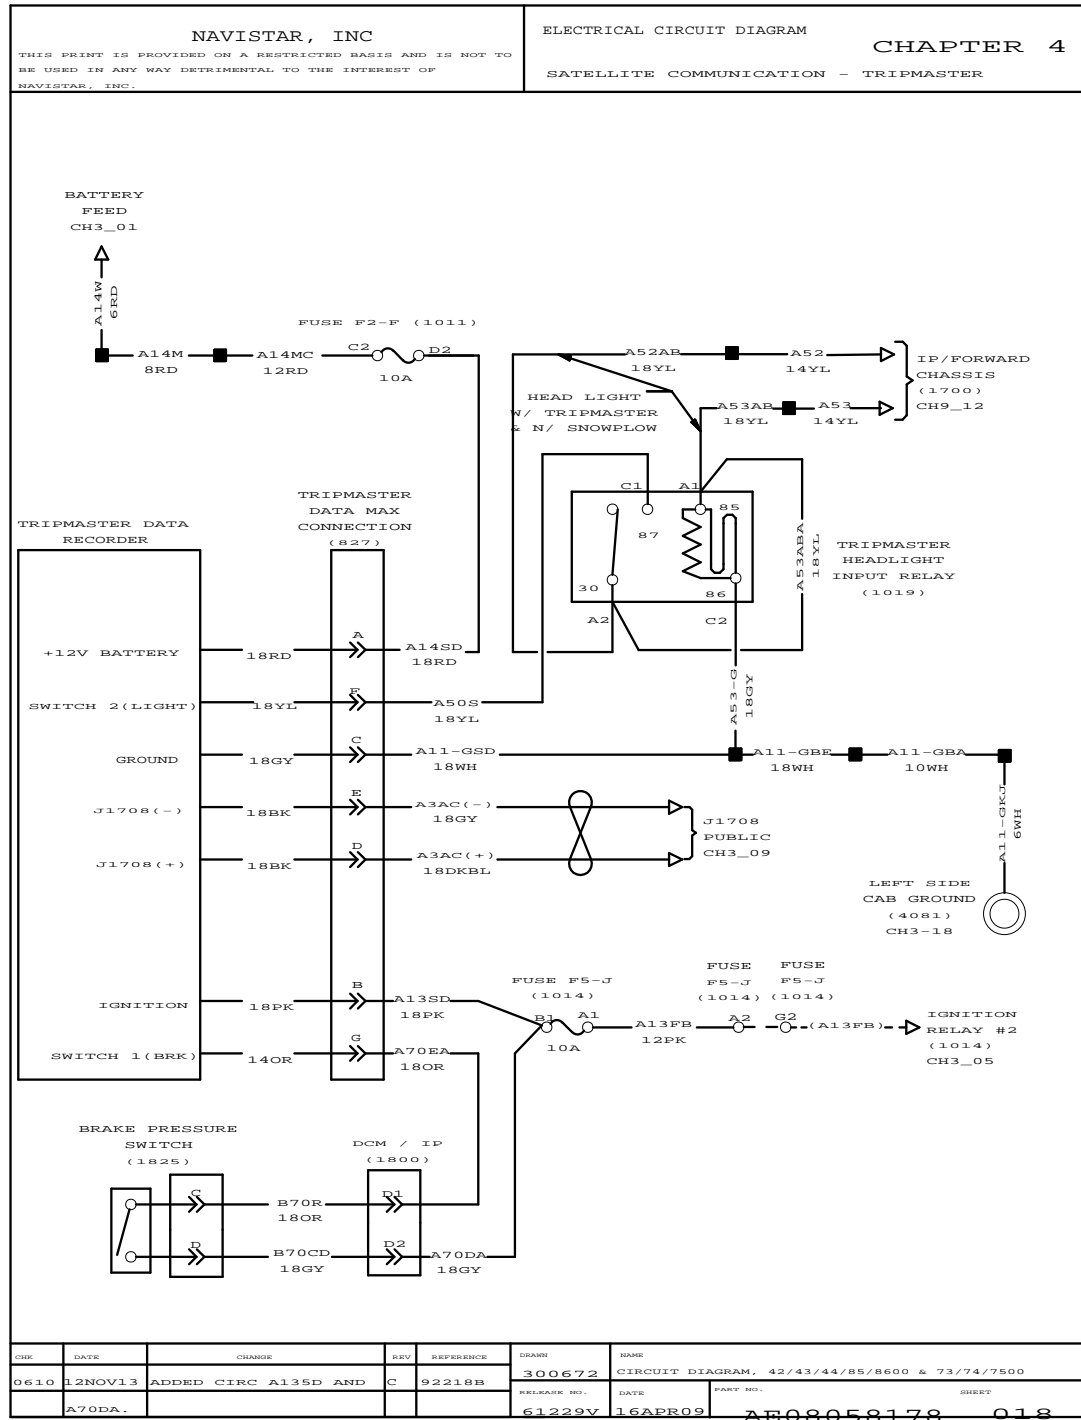 NAVISTAR, INC
THIS PRINT IS PROVIDED ON A RESTRICTED BASIS AND IS NOT TO
BE USED IN ANY WAY DETRIMENTAL TO THE INTEREST OF
NAVISTAR, INC.
ELECTRICAL CIRCUIT DIAGRAM
CHAPTER 4
SATELLITE COMMUNICATION - TRIPMASTER
BATTERY
FEED
CH3_01
A14W
6RD
FUSE F2-F (1011)
A14M
8RD
A14MC
12RD
C2
D2
10A
A52AB
18YL
A52
14YL
IP/FORWARD
CHASSIS
(1700)
CH9_12
HEAD LIGHT
W/ TRIPMASTER
& N/ SNOWPLOW
A53AB
18YL
A53
14YL
TRIPMASTER
DATA MAX
CONNECTION
(827)
TRIPMASTER DATA
RECORDER
C1
A1
85
87
30
86
A2
C2
A53ABA
18YL
TRIPMASTER
HEADLIGHT
INPUT RELAY
(1019)
+12V BATTERY
18RD
A
A14SD
18RD
SWITCH 2(LIGHT)
18YL
F
A50S
18YL
A53-G
18GY
GROUND
18GY
C
A11-GSD
18WH
A11-GBE
18WH
A11-GBA
10WH
J1708(-)
18BK
E
A3AC(-)
18GY
J1708(+)
18BK
D
A3AC(+)
18DKBL
J1708
PUBLIC
CH3_09
A11-GKJ
6WH
LEFT SIDE
CAB GROUND
(4081)
CH3-18
IGNITION
18PK
B
A13SD
18PK
FUSE F5-J
(1014)
B1
A1
10A
A13FB
12PK
FUSE
F5-J
(1014)
A2
FUSE
F5-J
(1014)
G2
(A13FB)
IGNITION
RELAY #2
(1014)
CH3_05
SWITCH 1(BRK)
14OR
G
A70EA
18OR
BRAKE PRESSURE
SWITCH
(1825)
DCM / IP
(1800)
C
B70R
18OR
D1
D
B70CD
18GY
D2
A70DA
18GY
CHK
DATE
CHANGE
REV
REFERENCE
DRAWN
NAME
0610
12NOV13
ADDED CIRC A135D AND
C
92218B
300672
CIRCUIT DIAGRAM, 42/43/44/85/8600 & 73/74/7500
A70DA.
RELEASE NO.
DATE
PART NO.
SHEET
61229V
16APR09
AE08058178
018